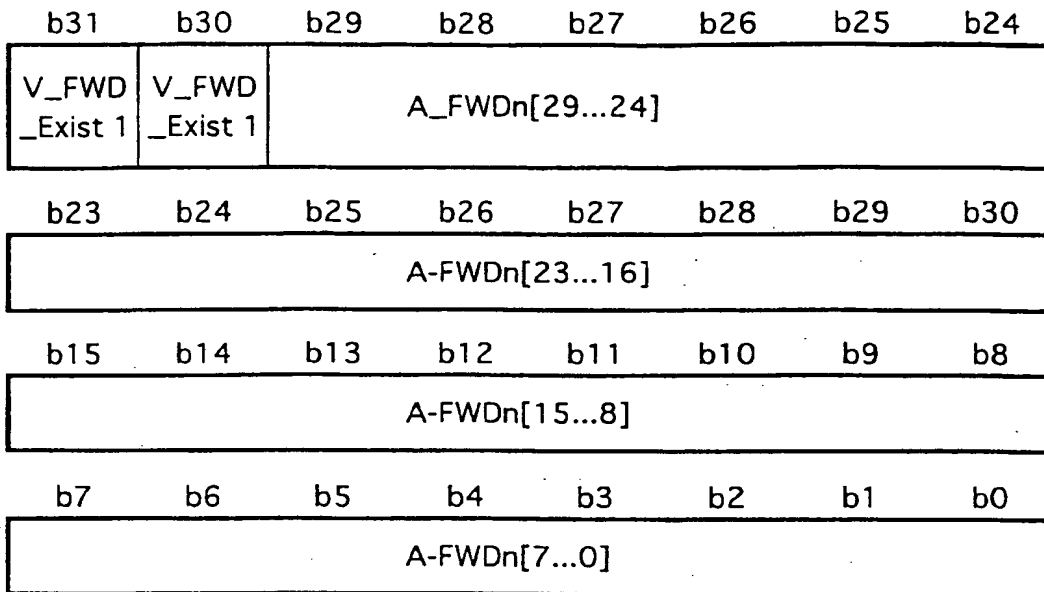 b31 b30 b29 b28 b27 b26 b25 b24
V_FWD V_FWD
_Exist 1 _Exist 1
A_FWDn[29...24]
b23 b24 b25 b26 b27 b28 b29 b30
A-FWDn[23...16]
b15 b14 b13 b12 b11 b10 b9 b8
A-FWDn[15...8]
b7 b6 b5 b4 b3 b2 b1 b0
A-FWDn[7...0]